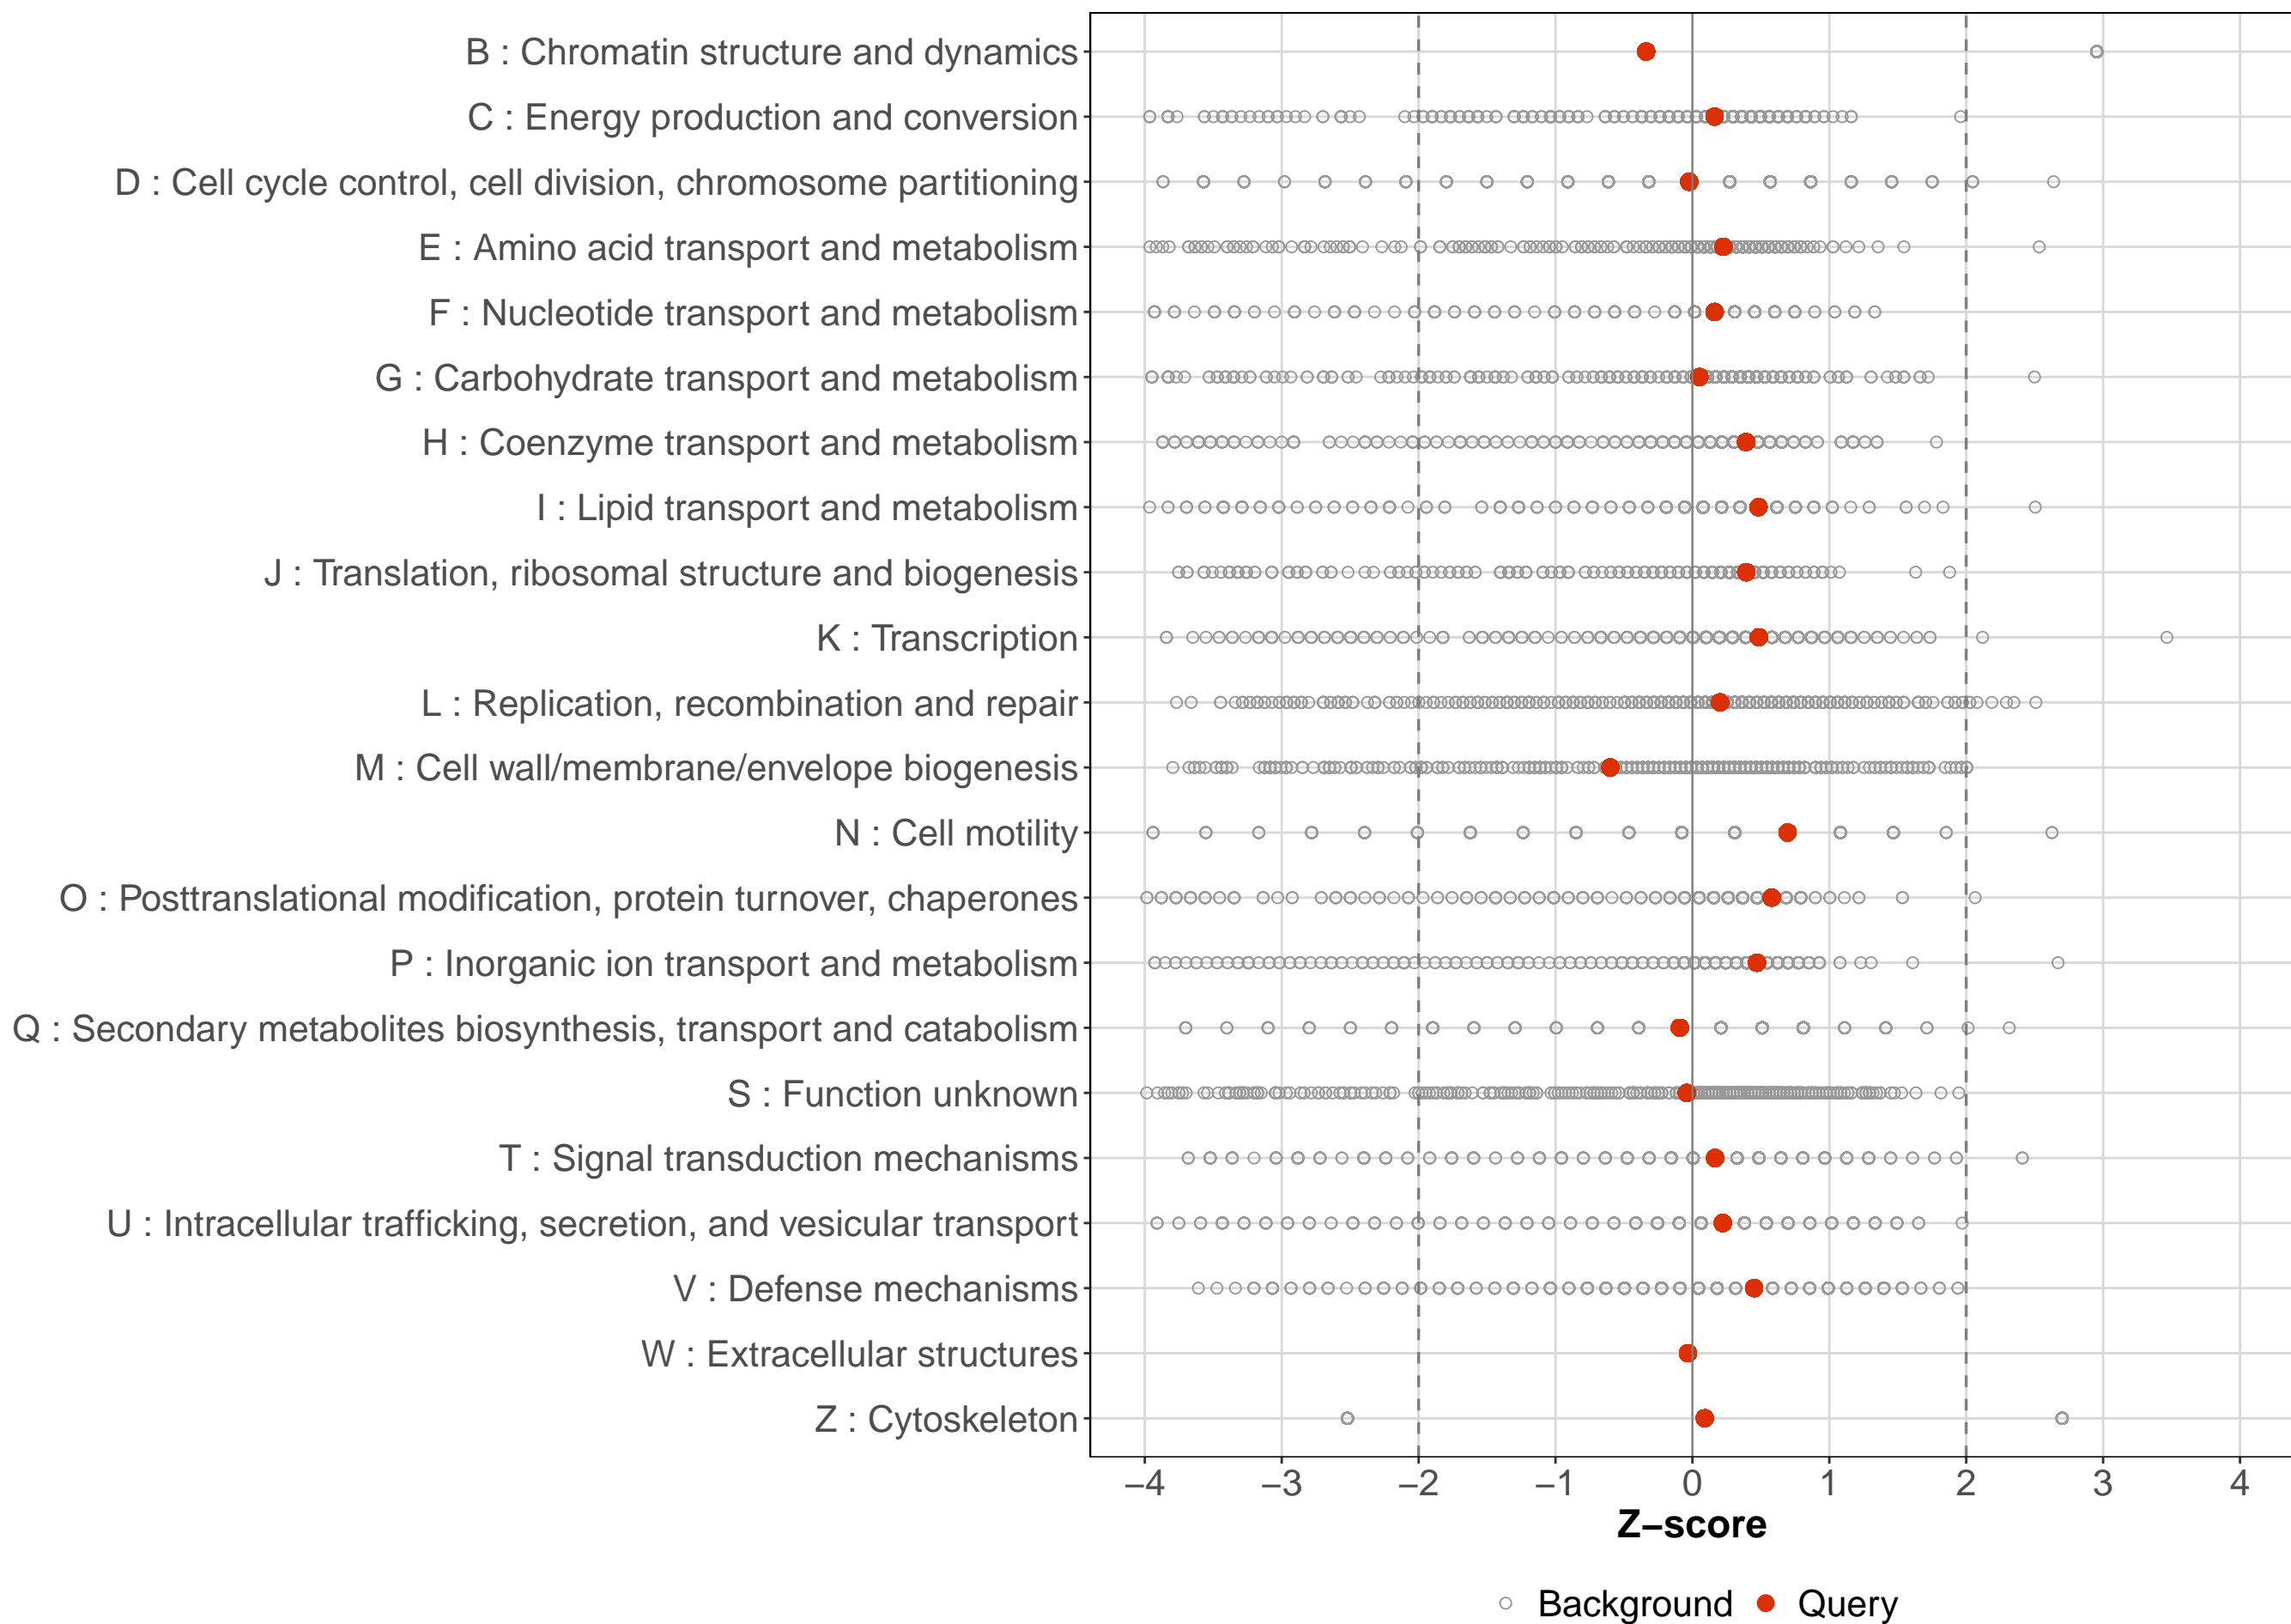 B : Chromatin structure and dynamics
C : Energy production and conversion
D : Cell cycle control, cell division, chromosome partitioning
E : Amino acid transport and metabolism
F : Nucleotide transport and metabolism
G : Carbohydrate transport and metabolism
H : Coenzyme transport and metabolism
I : Lipid transport and metabolism
J : Translation, ribosomal structure and biogenesis
K : Transcription
L : Replication, recombination and repair
M : Cell wall/membrane/envelope biogenesis
N : Cell motility
O : Posttranslational modification, protein turnover, chaperones
P : Inorganic ion transport and metabolism
Q : Secondary metabolites biosynthesis, transport and catabolism
S : Function unknown
T : Signal transduction mechanisms
U : Intracellular trafficking, secretion, and vesicular transport
V : Defense mechanisms
W : Extracellular structures
Z : Cytoskeleton
−4 −3 −2 −1 0 1 2 3 4
Z−score
Background Query